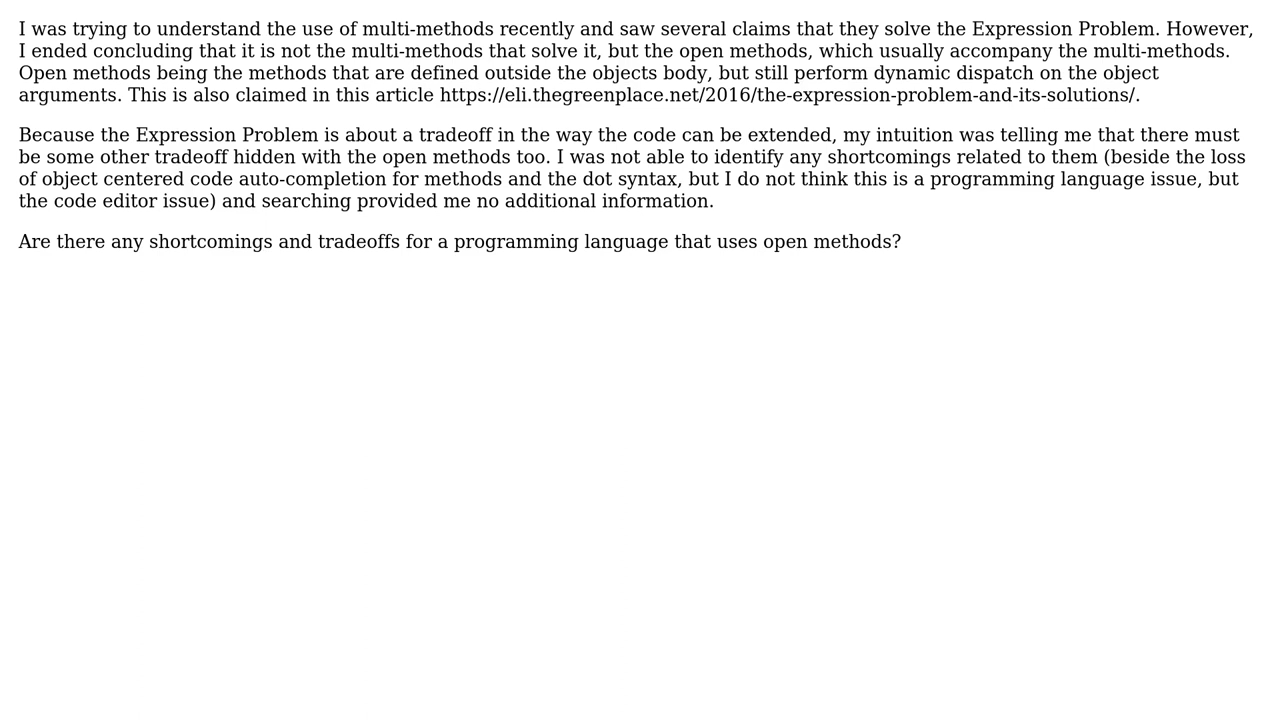 I was trying to understand the use of multi-methods recently and saw several claims that they solve the Expression Problem. However,
I ended concluding that it is not the multi-methods that solve it, but the open methods, which usually accompany the multi-methods.
Open methods being the methods that are defined outside the objects body, but still perform dynamic dispatch on the object
arguments. This is also claimed in this article https://eli.thegreenplace.net/2016/the-expression-problem-and-its-solutions/.
Because the Expression Problem is about a tradeoff in the way the code can be extended, my intuition was telling me that there must
be some other tradeoff hidden with the open methods too. I was not able to identify any shortcomings related to them (beside the loss
of object centered code auto-completion for methods and the dot syntax, but I do not think this is a programming language issue, but
the code editor issue) and searching provided me no additional information.
Are there any shortcomings and tradeoffs for a programming language that uses open methods?